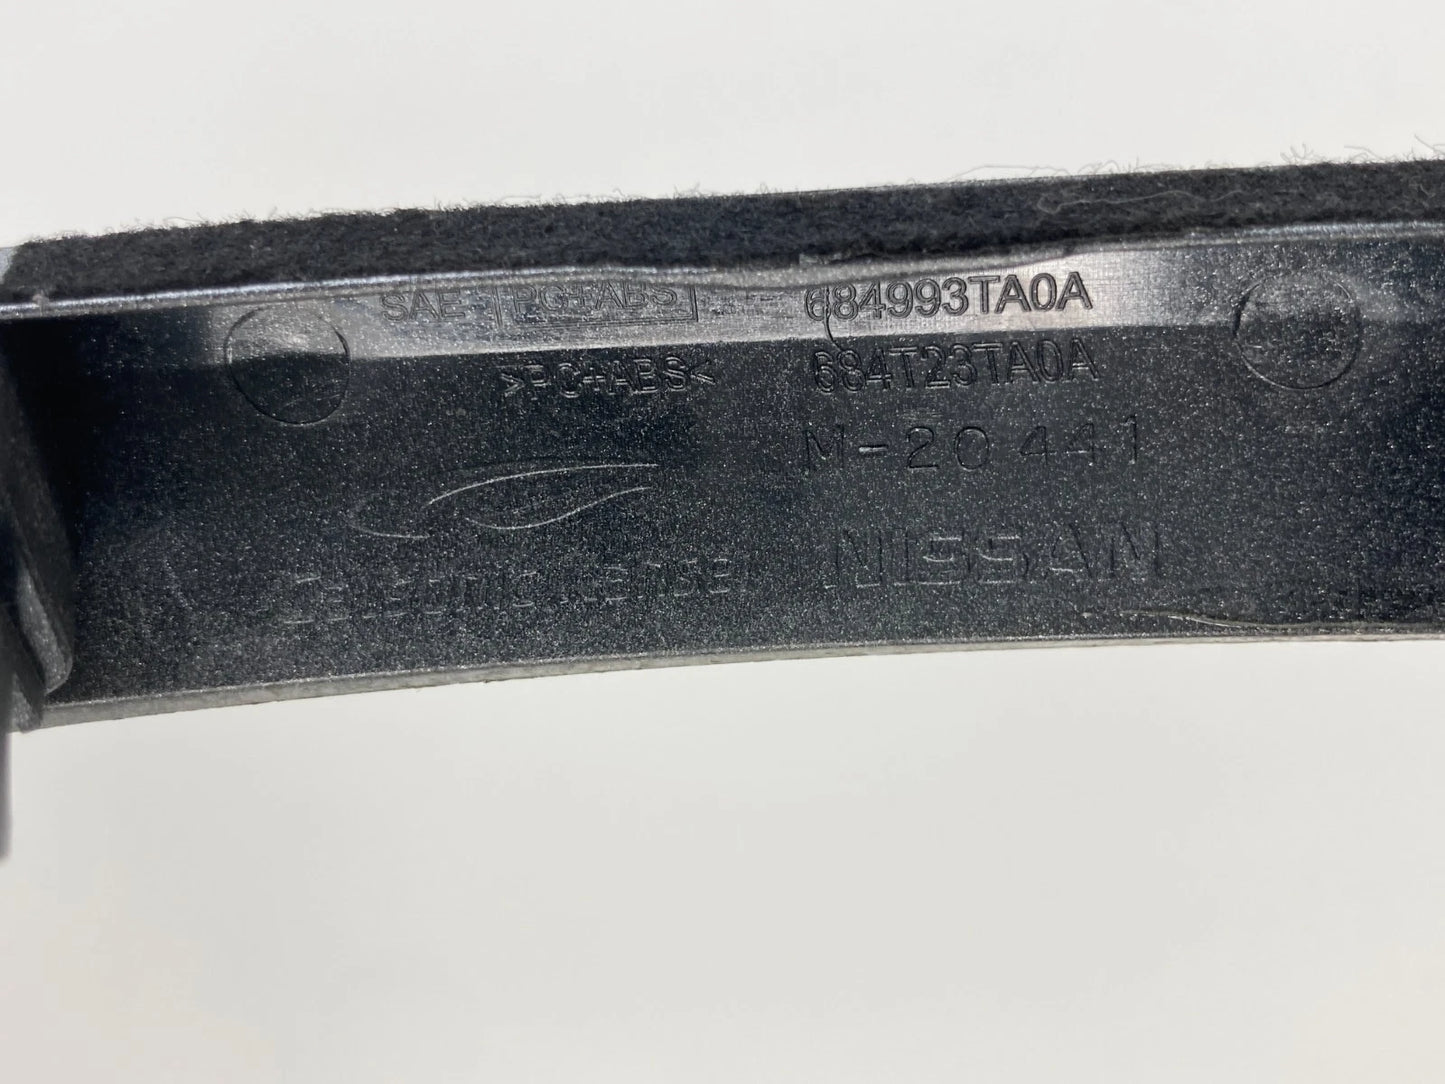 SAE PC+ABS 684993TA0A
>PC+ABS< 684T23TA0A
M-20441
NISSAN